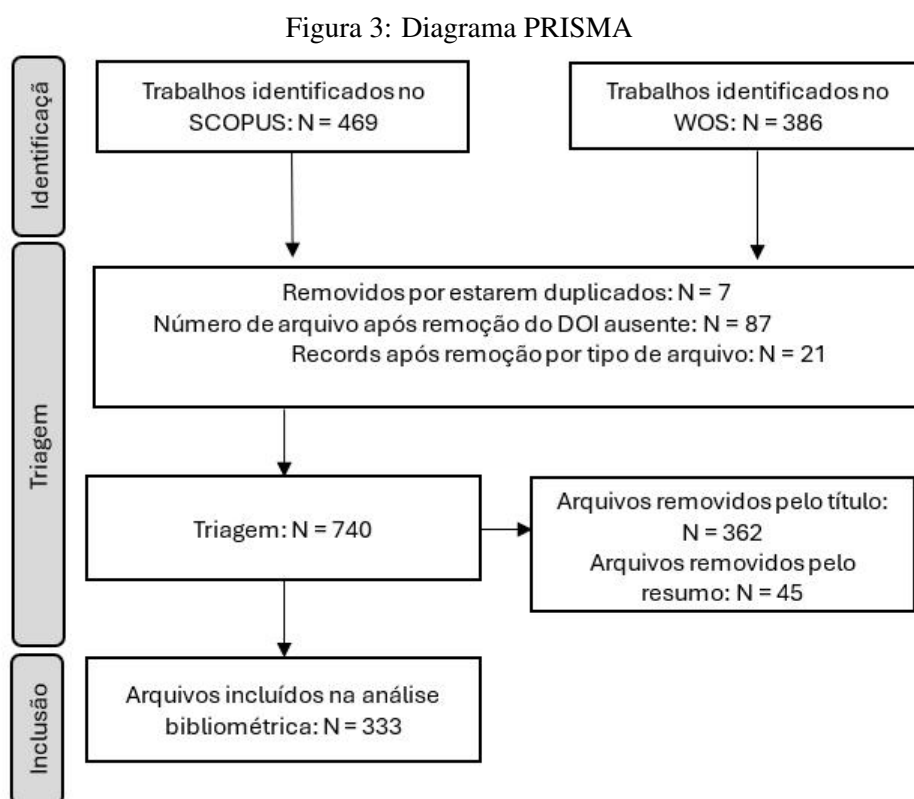 Figura 3: Diagrama PRISMA
Identificaçã
Trabalhos identificados no
SCOPUS: N = 469
Trabalhos identificados no
WOS: N = 386
Triagem
Removidos por estarem duplicados: N = 7
Número de arquivo após remoção do DOI ausente: N = 87
Records após remoção por tipo de arquivo: N = 21
Triagem: N = 740
Arquivos removidos pelo título:
N = 362
Arquivos removidos pelo
resumo: N = 45
Inclusão
Arquivos incluídos na análise
bibliométrica: N = 333